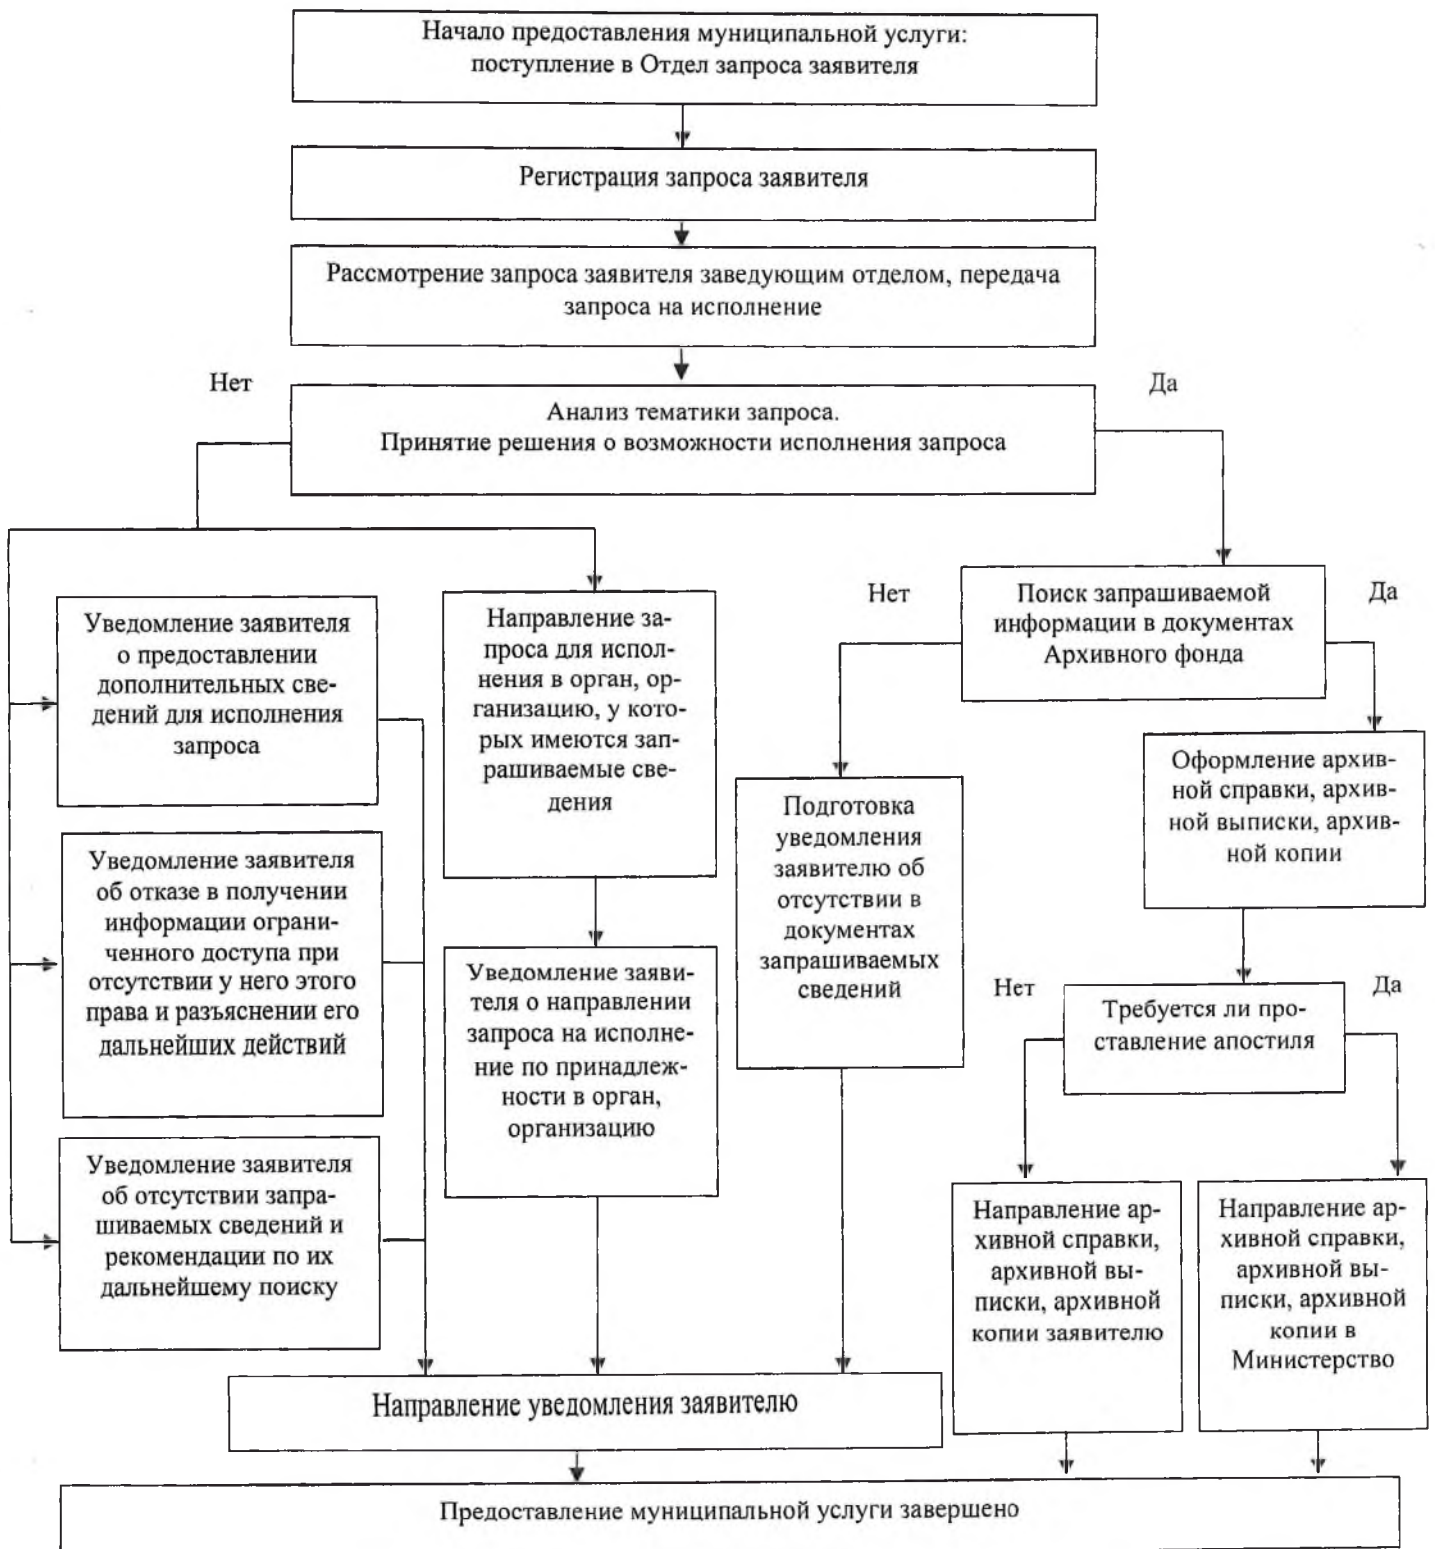 Начало предоставления муниципальной услуги:
поступление в Отдел запроса заявителя
Регистрация запроса заявителя
Рассмотрение запроса заявителя заведующим отделом, передача
запроса на исполнение
Нет
Да
Анализ тематики запроса.
Принятие решения о возможности исполнения запроса
Уведомление заявителя
о предоставлении
дополнительных све-
дений для исполнения
запроса
Уведомление заявителя
об отказе в получении
информации ограни-
ченного доступа при
отсутствии у него этого
права и разъяснении его
дальнейших действий
Уведомление заявителя
об отсутствии запра-
шиваемых сведений и
рекомендации по их
дальнейшему поиску
Направление за-
проса для испол-
нения в орган, ор-
ганизацию, у кото-
рых имеются зап-
рашиваемые све-
дения
Уведомление заяви-
теля о направлении
запроса на исполне-
ние по принадлеж-
ности в орган,
организацию
Нет
Поиск запрашиваемой
информации в документах
Архивного фонда
Да
Подготовка
уведомления
заявителю об
отсутствии в
документах
запрашиваемых
сведений
Оформление архив-
ной справки, архив-
ной выписки, архив-
ной копии
Нет
Требуется ли про-
ставление апостиля
Да
Направление ар-
хивной справки,
архивной вы-
писки, архивной
копии заявителю
Направление ар-
хивной справки,
архивной вы-
писки, архивной
копии в
Министерство
Направление уведомления заявителю
Предоставление муниципальной услуги завершено